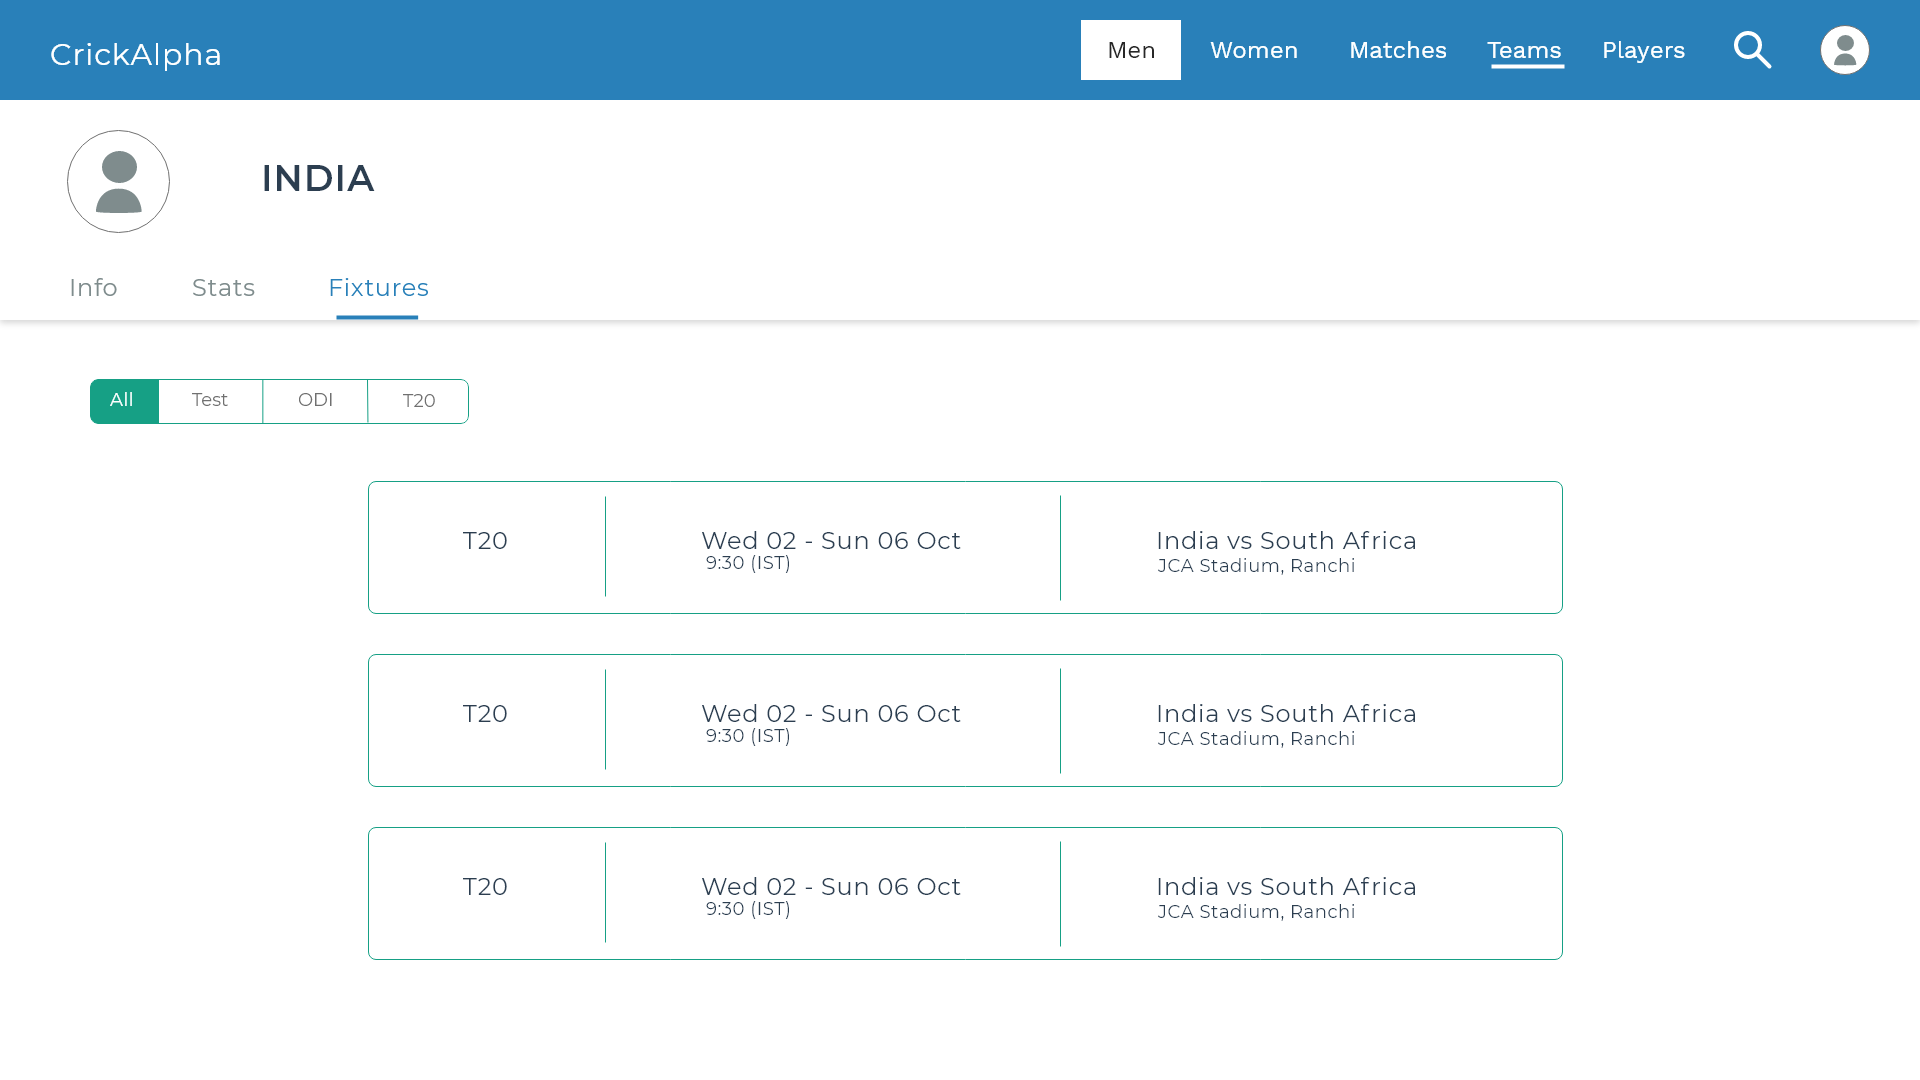 CrickAlpha
Men Women Matches Teams Players
INDIA
Info Stats Fixtures
All Test ODI T20
T20
Wed 02 - Sun 06 Oct
9:30 (IST)
India vs South Africa
JCA Stadium, Ranchi
T20
Wed 02 - Sun 06 Oct
9:30 (IST)
India vs South Africa
JCA Stadium, Ranchi
T20
Wed 02 - Sun 06 Oct
9:30 (IST)
India vs South Africa
JCA Stadium, Ranchi